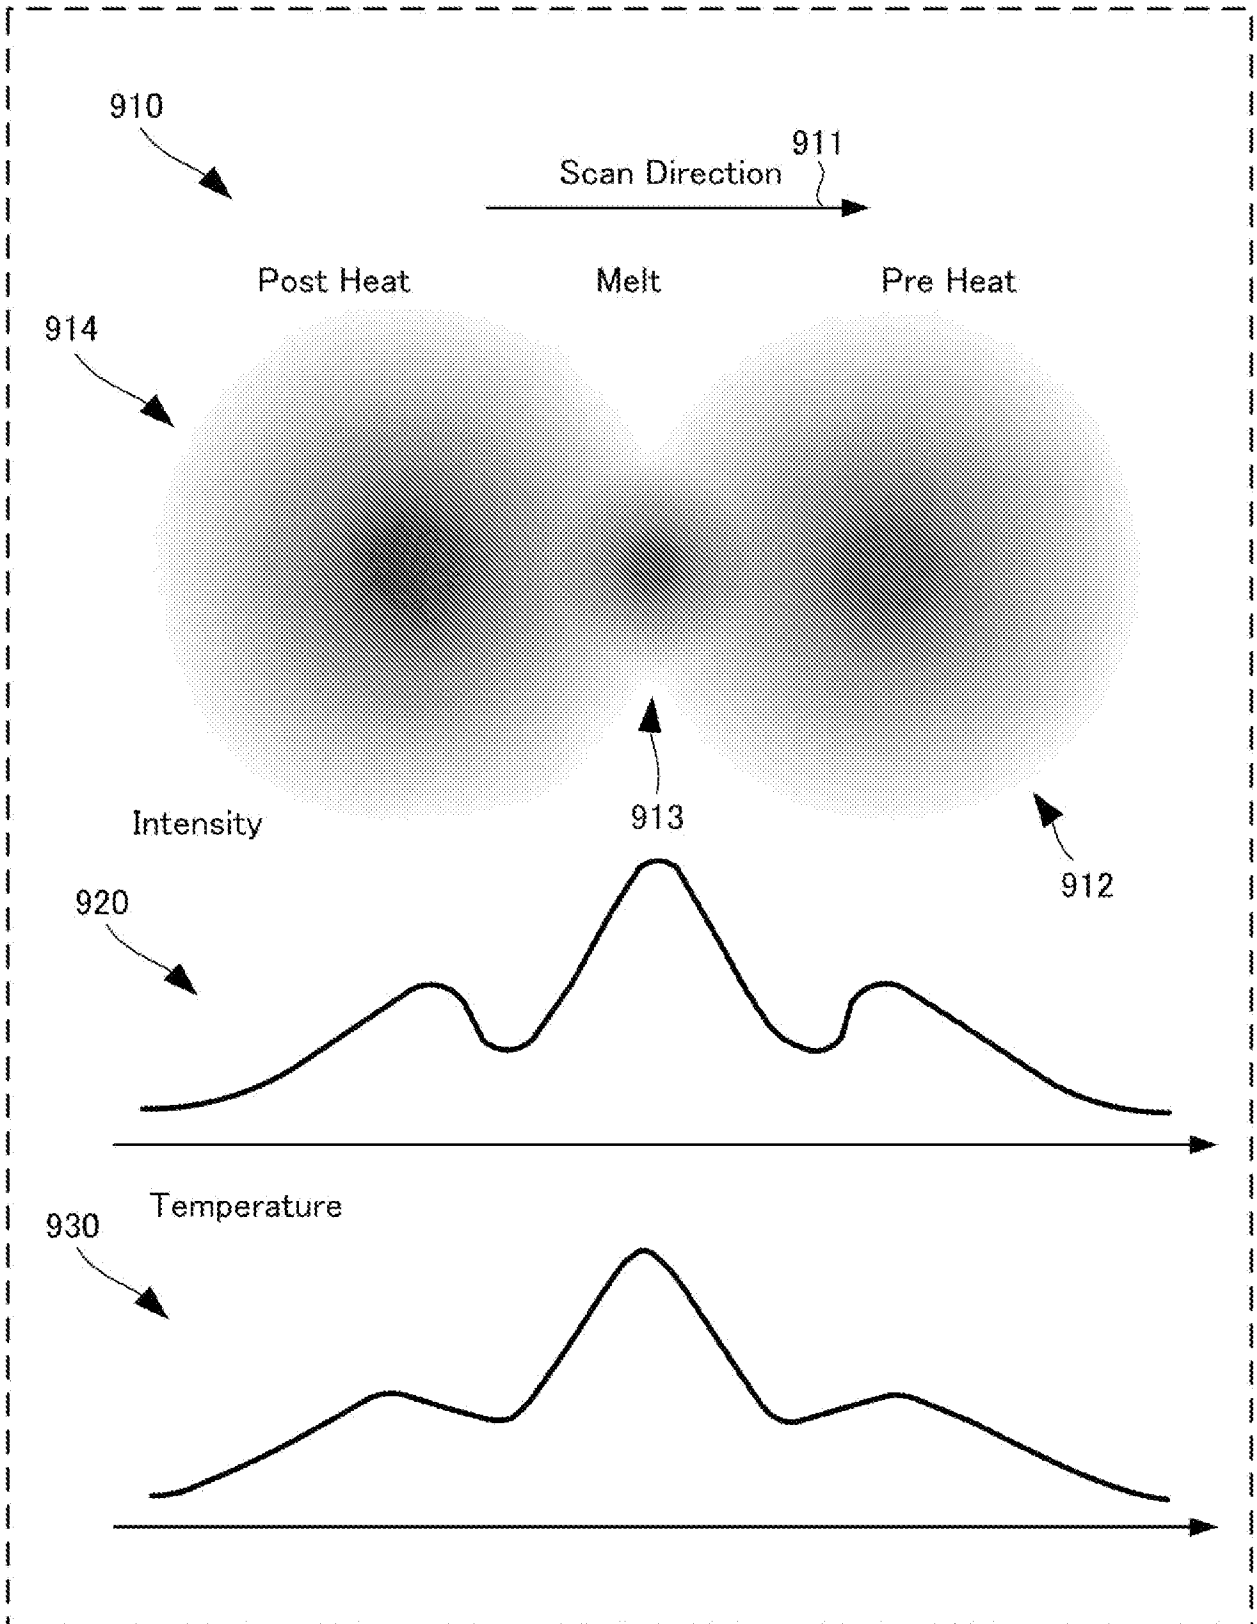 910
911
Scan Direction
Post Heat Melt Pre Heat
914
913
Intensity
912
920
Temperature
930